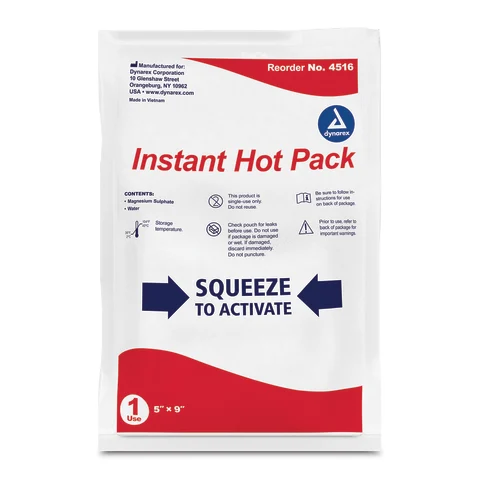 Manufactured for:
Dynarex Corporation
10 Glenshaw Street
Orangeburg, NY 10962
USA • www.dynarex.com
Made in Vietnam
Reorder No. 4516
dynarex
Instant Hot Pack
CONTENTS:
• Magnesium Sulphate
• Water
Storage
temperature.
This product is
single-use only.
Do not reuse.
Check pouch for leaks
before use. Do not use
if package is damaged
or wet. If damaged,
discard immediately.
Do not puncture.
Be sure to follow in-
structions for use
on back of package.
Prior to use, refer to
back of package for
important warnings.
SQUEEZE
TO ACTIVATE
1
Use
5" × 9"